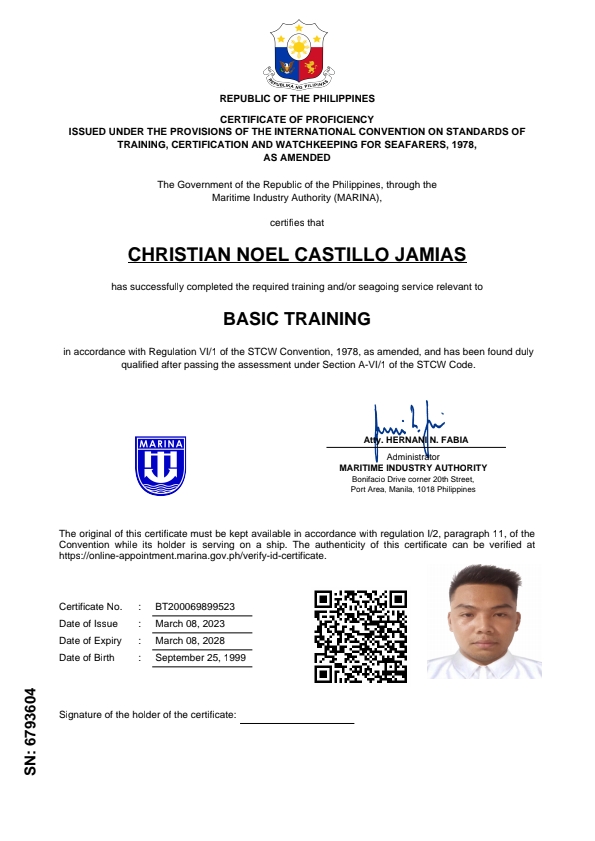 REPUBLIKA NG PILIPINAS
REPUBLIC OF THE PHILIPPINES
CERTIFICATE OF PROFICIENCY
ISSUED UNDER THE PROVISIONS OF THE INTERNATIONAL CONVENTION ON STANDARDS OF
TRAINING, CERTIFICATION AND WATCHKEEPING FOR SEAFARERS, 1978,
AS AMENDED
The Government of the Republic of the Philippines, through the
Maritime Industry Authority (MARINA),
certifies that
CHRISTIAN NOEL CASTILLO JAMIAS
has successfully completed the required training and/or seagoing service relevant to
BASIC TRAINING
in accordance with Regulation VI/1 of the STCW Convention, 1978, as amended, and has been found duly
qualified after passing the assessment under Section A-VI/1 of the STCW Code.
MARINA
Atty. HERNANI N. FABIA
Administrator
MARITIME INDUSTRY AUTHORITY
Bonifacio Drive corner 20th Street,
Port Area, Manila, 1018 Philippines
The original of this certificate must be kept available in accordance with regulation I/2, paragraph 11, of the
Convention while its holder is serving on a ship. The authenticity of this certificate can be verified at
https://online-appointment.marina.gov.ph/verify-id-certificate.
Certificate No. : BT200069899523
Date of Issue : March 08, 2023
Date of Expiry : March 08, 2028
Date of Birth : September 25, 1999
Signature of the holder of the certificate:
SN: 6793604